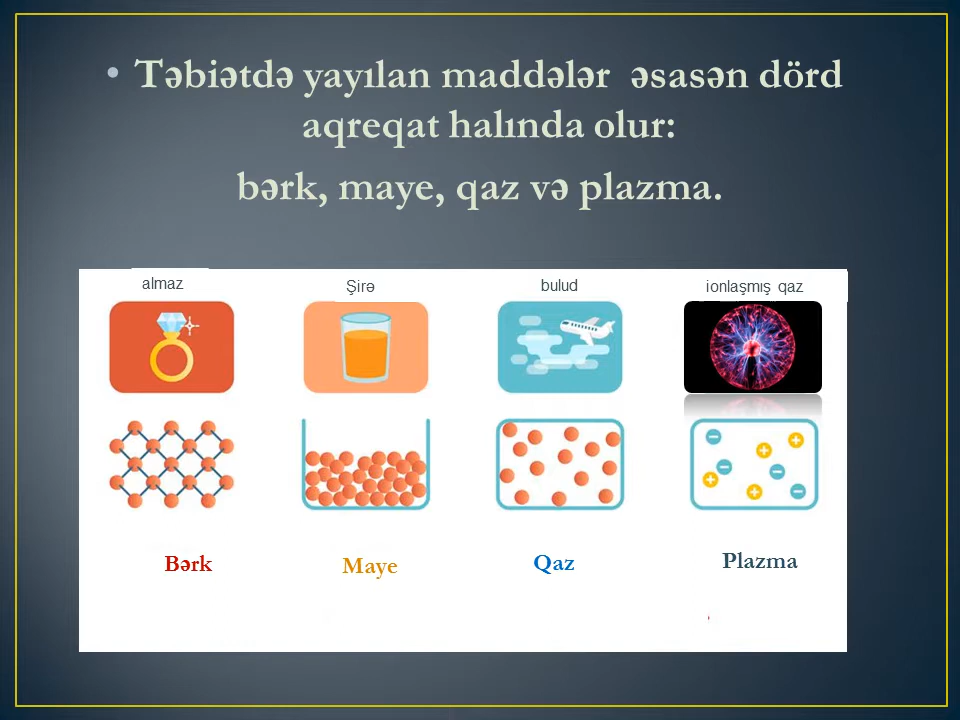 • Təbiətdə yayılan maddələr əsasən dörd
aqreqat halında olur:
bərk, maye, qaz və plazma.
almaz
Şirə
bulud
ionlaşmış qaz
Bərk
Maye
Qaz
Plazma